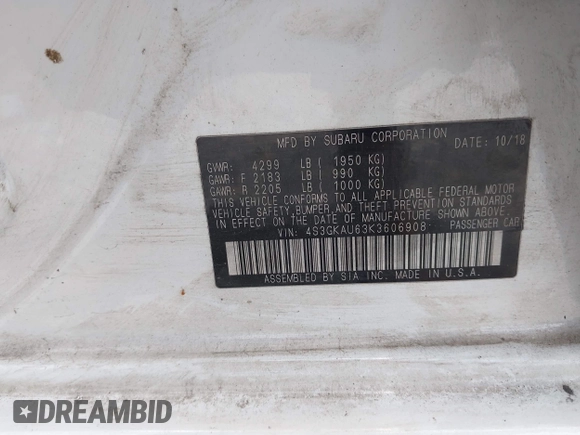 MFD BY SUBARU CORPORATION DATE: 10/18
GVWR: 4299 LB ( 1950 KG)
GAWR: F 2183 LB ( 990 KG)
GAWR: R 2205 LB ( 1000 KG)
THIS VEHICLE CONFORMS TO ALL APPLICABLE FEDERAL MOTOR
VEHICLE SAFETY, BUMPER, AND THEFT PREVENTION STANDARDS
IN EFFECT ON THE DATE OF MANUFACTURE SHOWN ABOVE.
VIN: 4S3GKAU63K3606908 PASSENGER CAR
ASSEMBLED BY SIA INC. MADE IN U.S.A.
DREAMBID